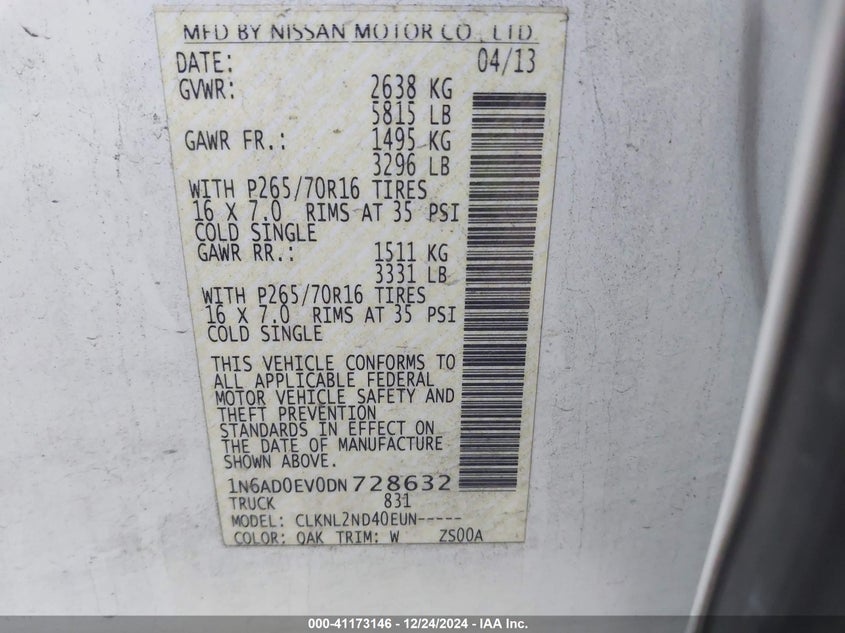 MFD BY NISSAN MOTOR CO., LTD.
DATE: 04/13
GVWR: 2638 KG
5815 LB
GAWR FR.: 1495 KG
3296 LB
WITH P265/70R16 TIRES
16 X 7.0 RIMS AT 35 PSI
COLD SINGLE
GAWR RR.: 1511 KG
3331 LB
WITH P265/70R16 TIRES
16 X 7.0 RIMS AT 35 PSI
COLD SINGLE
THIS VEHICLE CONFORMS TO
ALL APPLICABLE FEDERAL
MOTOR VEHICLE SAFETY AND
THEFT PREVENTION
STANDARDS IN EFFECT ON
THE DATE OF MANUFACTURE
SHOWN ABOVE.
1N6AD0EV0DN728632
TRUCK 831
MODEL: CLKNL2ND40EUN-----
COLOR: QAK TRIM: W ZS00A
000-41173146 - 12/24/2024 - IAA Inc.